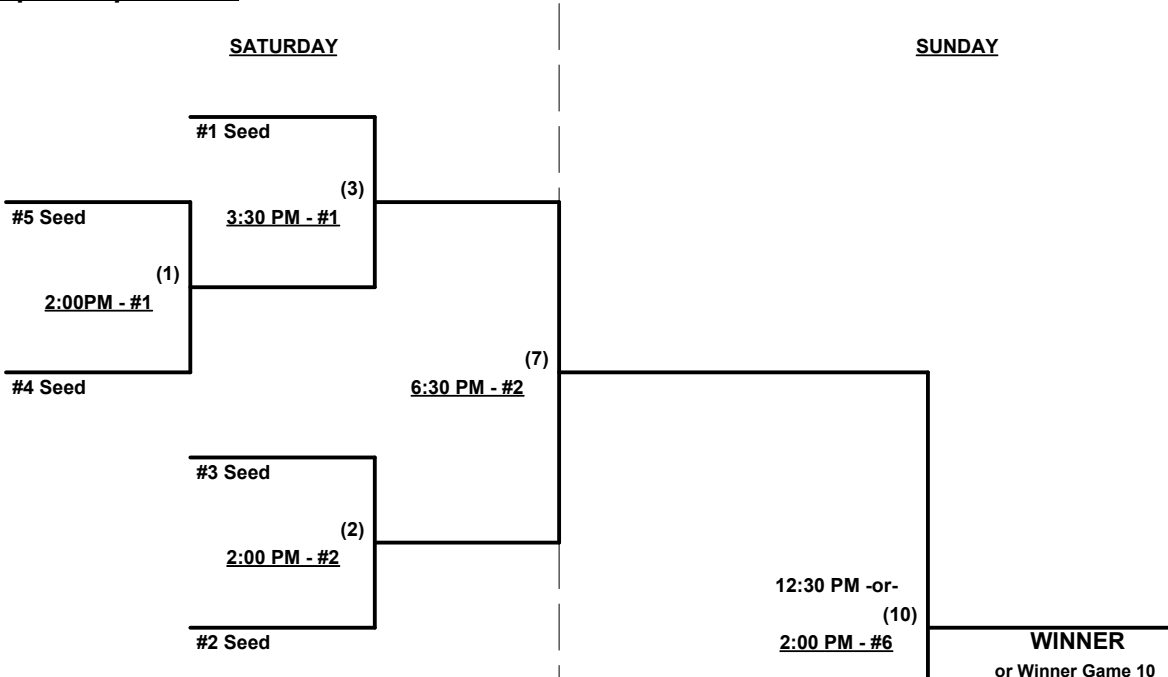 SATURDAY
SUNDAY
#1 Seed
(3)
#5 Seed
3:30 PM - #1
(1)
2:00PM - #1
(7)
#4 Seed
6:30 PM - #2
#3 Seed
(2)
2:00 PM - #2
12:30 PM -or-
(10)
#2 Seed
2:00 PM - #6
WINNER
or Winner Game 10